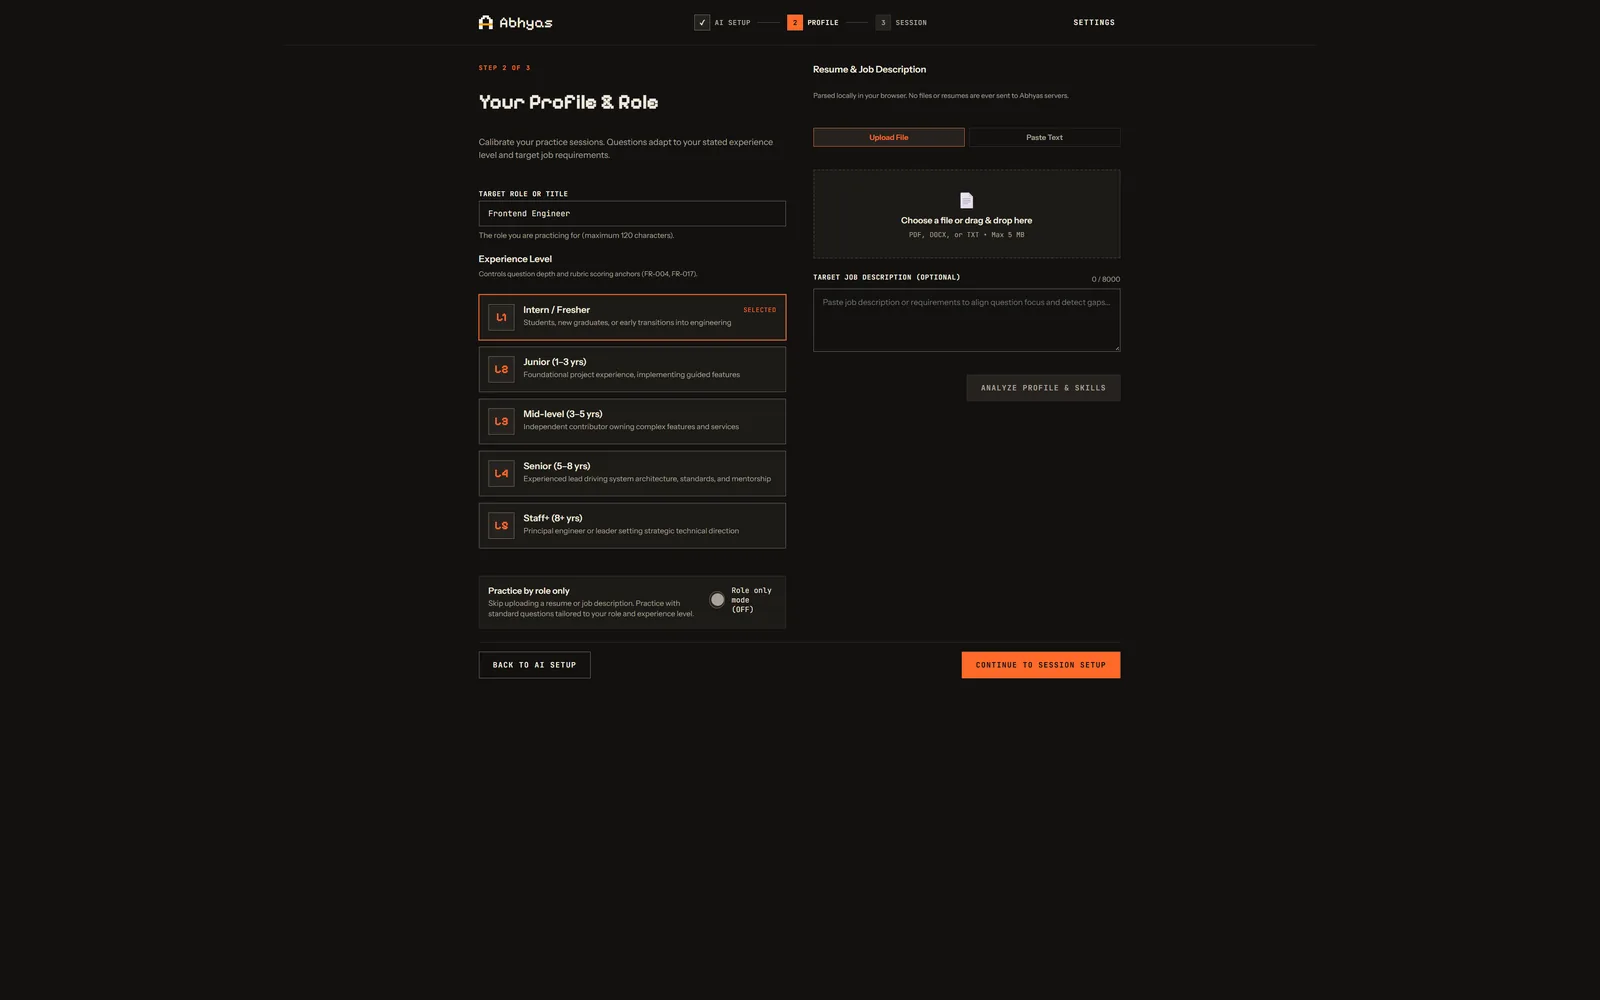 Abhyas
✓ AI SETUP
2 PROFILE
3 SESSION
SETTINGS
STEP 2 OF 3
Your Profile & Role
Calibrate your practice sessions. Questions adapt to your stated experience
level and target job requirements.
TARGET ROLE OR TITLE
Frontend Engineer
The role you are practicing for (maximum 120 characters).
Experience Level
Controls question depth and rubric scoring anchors (FR-004, FR-017).
L1
Intern / Fresher
SELECTED
Students, new graduates, or early transitions into engineering
L2
Junior (1–3 yrs)
Foundational project experience, implementing guided features
L3
Mid-level (3–5 yrs)
Independent contributor owning complex features and services
L4
Senior (5–8 yrs)
Experienced lead driving system architecture, standards, and mentorship
L5
Staff+ (8+ yrs)
Principal engineer or leader setting strategic technical direction
Practice by role only
Skip uploading a resume or job description. Practice with
standard questions tailored to your role and experience level.
Role only
mode
(OFF)
Resume & Job Description
Parsed locally in your browser. No files or resumes are ever sent to Abhyas servers.
Upload File
Paste Text
Choose a file or drag & drop here
PDF, DOCX, or TXT • Max 5 MB
TARGET JOB DESCRIPTION (OPTIONAL)
0 / 8000
Paste job description or requirements to align question focus and detect gaps...
ANALYZE PROFILE & SKILLS
BACK TO AI SETUP
CONTINUE TO SESSION SETUP